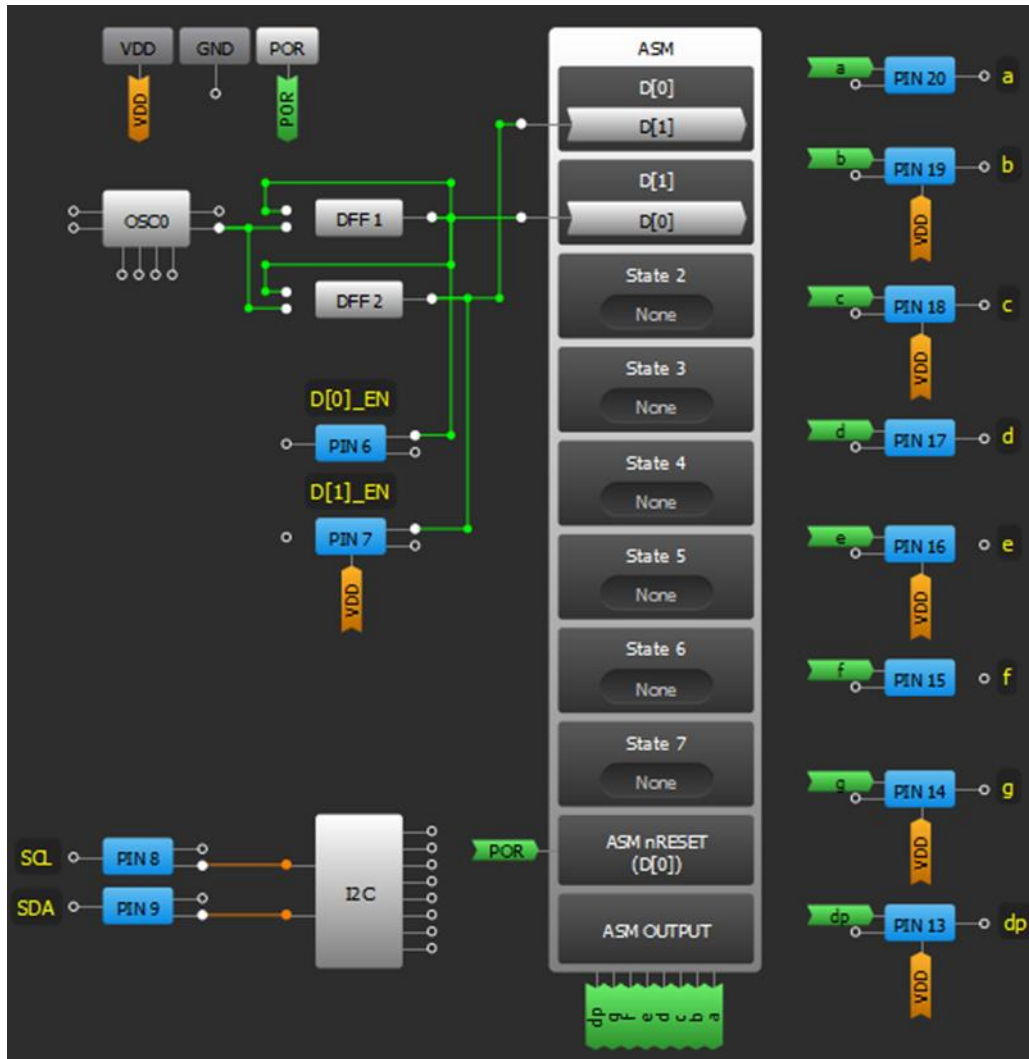 VDD GND POR
VDD
POR
OSC0
DFF 1
DFF 2
D[0]_EN
PIN 6
D[1]_EN
PIN 7
VDD
SCL PIN 8
SDA PIN 9
I2C
ASM
D[0]
D[1]
D[1]
D[0]
State 2
None
State 3
None
State 4
None
State 5
None
State 6
None
State 7
None
POR
ASM nRESET
(D[0])
ASM OUTPUT
dp g f e d c b a
a PIN 20 a
b PIN 19 b
VDD
c PIN 18 c
VDD
d PIN 17 d
e PIN 16 e
VDD
f PIN 15 f
g PIN 14 g
VDD
dp PIN 13 dp
VDD